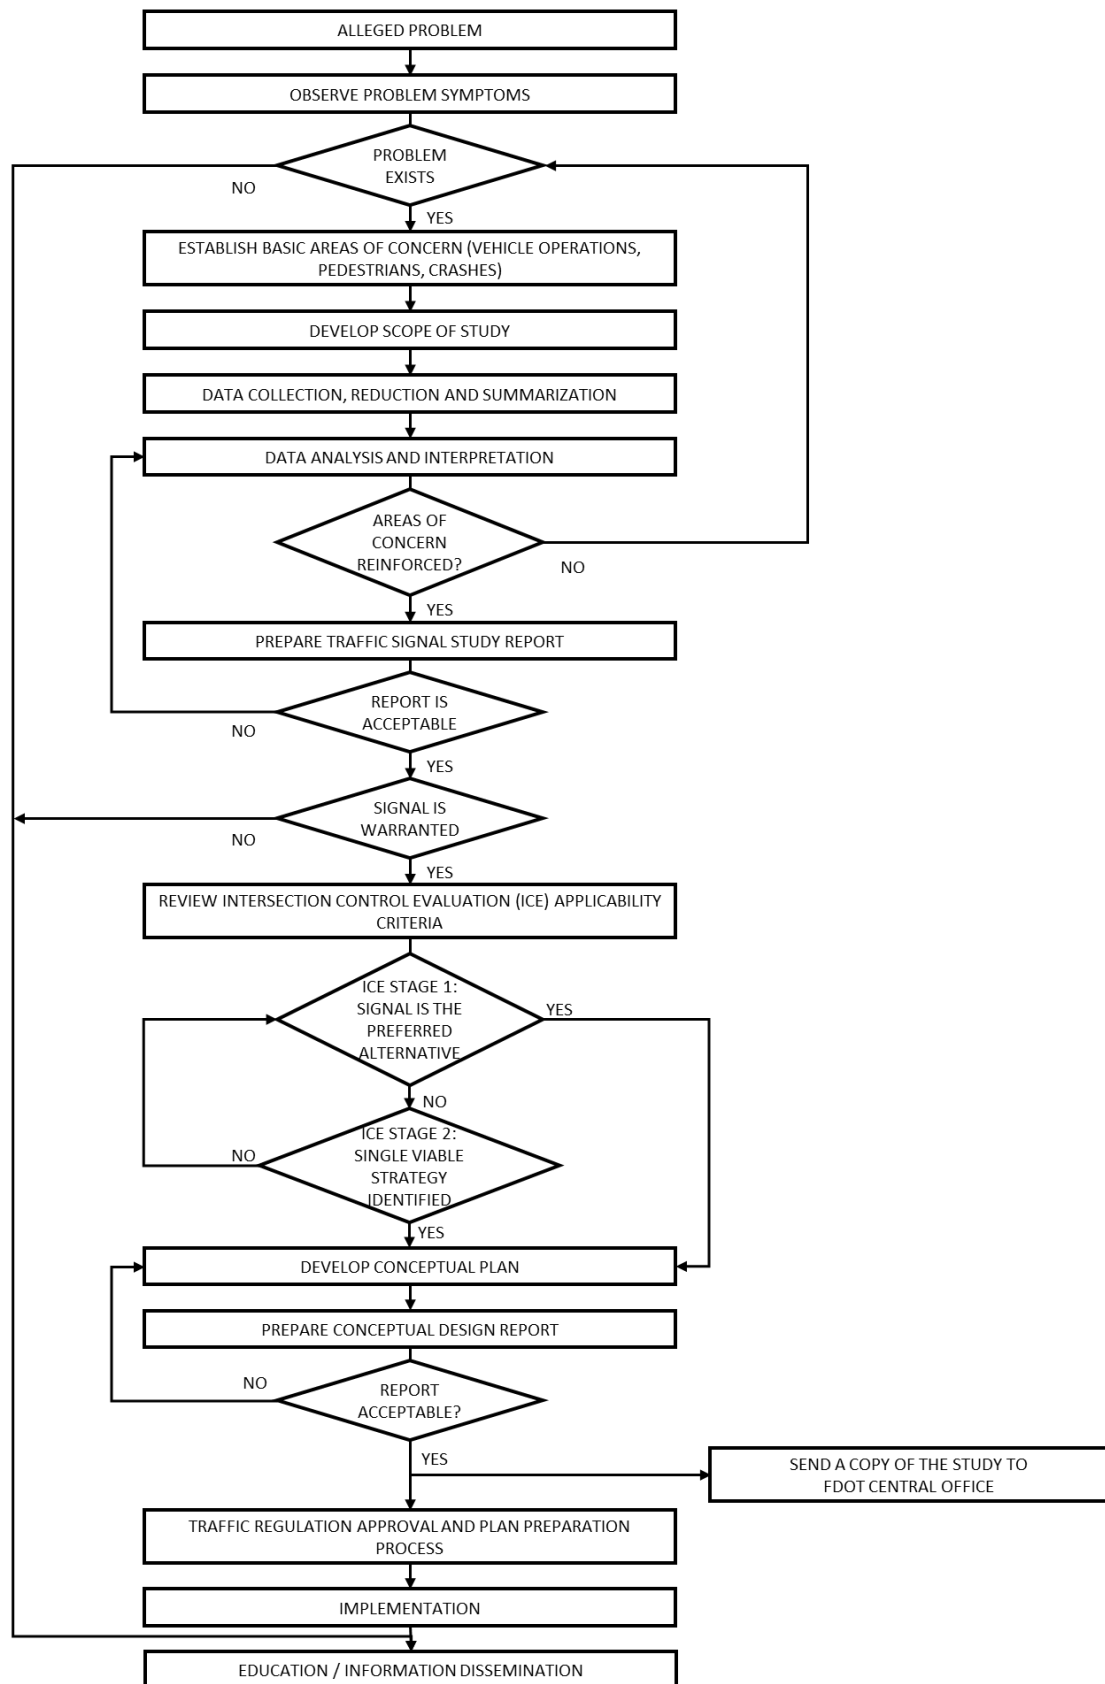 ALLEGED PROBLEM
OBSERVE PROBLEM SYMPTOMS
PROBLEM
EXISTS
NO
YES
ESTABLISH BASIC AREAS OF CONCERN (VEHICLE OPERATIONS,
PEDESTRIANS, CRASHES)
DEVELOP SCOPE OF STUDY
DATA COLLECTION, REDUCTION AND SUMMARIZATION
DATA ANALYSIS AND INTERPRETATION
AREAS OF
CONCERN
REINFORCED?
NO
YES
PREPARE TRAFFIC SIGNAL STUDY REPORT
REPORT IS
ACCEPTABLE
NO
YES
SIGNAL IS
WARRANTED
NO
YES
REVIEW INTERSECTION CONTROL EVALUATION (ICE) APPLICABILITY
CRITERIA
ICE STAGE 1:
SIGNAL IS THE
PREFERRED
ALTERNATIVE
YES
NO
ICE STAGE 2:
SINGLE VIABLE
STRATEGY
IDENTIFIED
NO
YES
DEVELOP CONCEPTUAL PLAN
PREPARE CONCEPTUAL DESIGN REPORT
REPORT
ACCEPTABLE?
NO
YES
SEND A COPY OF THE STUDY TO
FDOT CENTRAL OFFICE
TRAFFIC REGULATION APPROVAL AND PLAN PREPARATION
PROCESS
IMPLEMENTATION
EDUCATION / INFORMATION DISSEMINATION